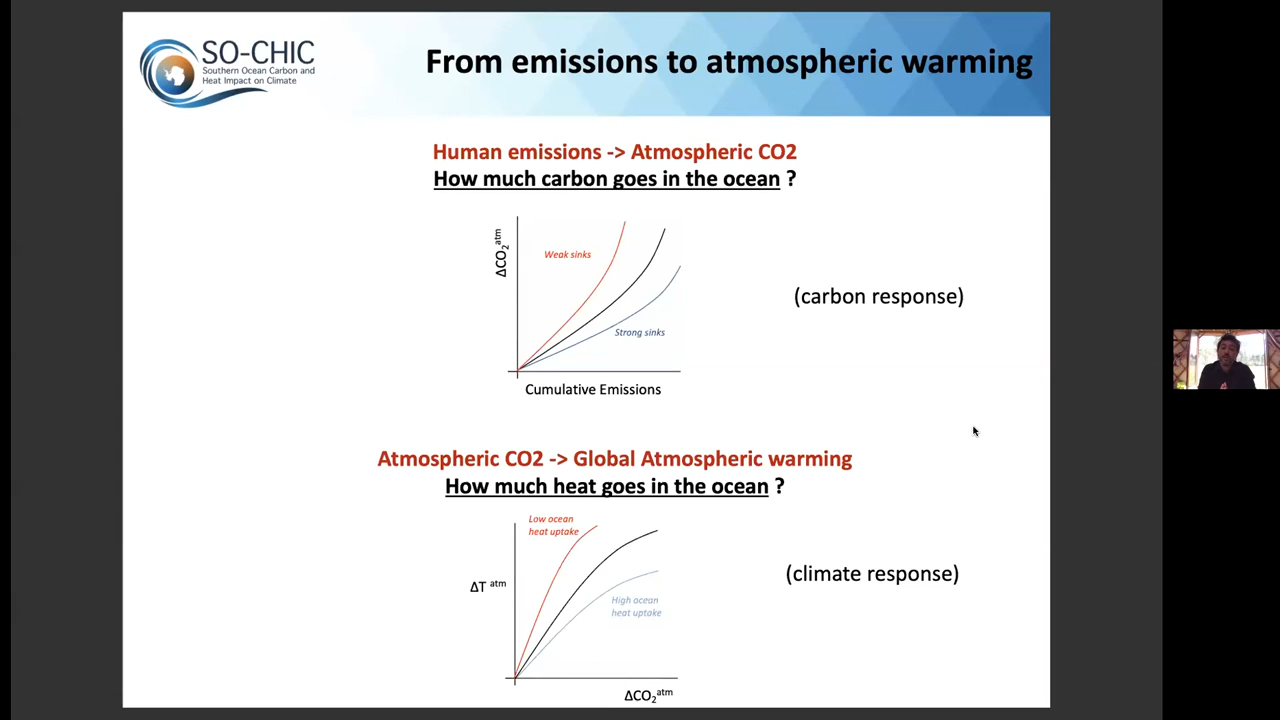 SO-CHIC
Southern Ocean Carbon and
Heat Impact on Climate
From emissions to atmospheric warming
Human emissions -> Atmospheric CO2
How much carbon goes in the ocean ?
ΔCO₂ᵃᵗᵐ
Weak sinks
Strong sinks
Cumulative Emissions
(carbon response)
Atmospheric CO2 -> Global Atmospheric warming
How much heat goes in the ocean ?
ΔT ᵃᵗᵐ
Low ocean
heat uptake
High ocean
heat uptake
ΔCO₂ᵃᵗᵐ
(climate response)